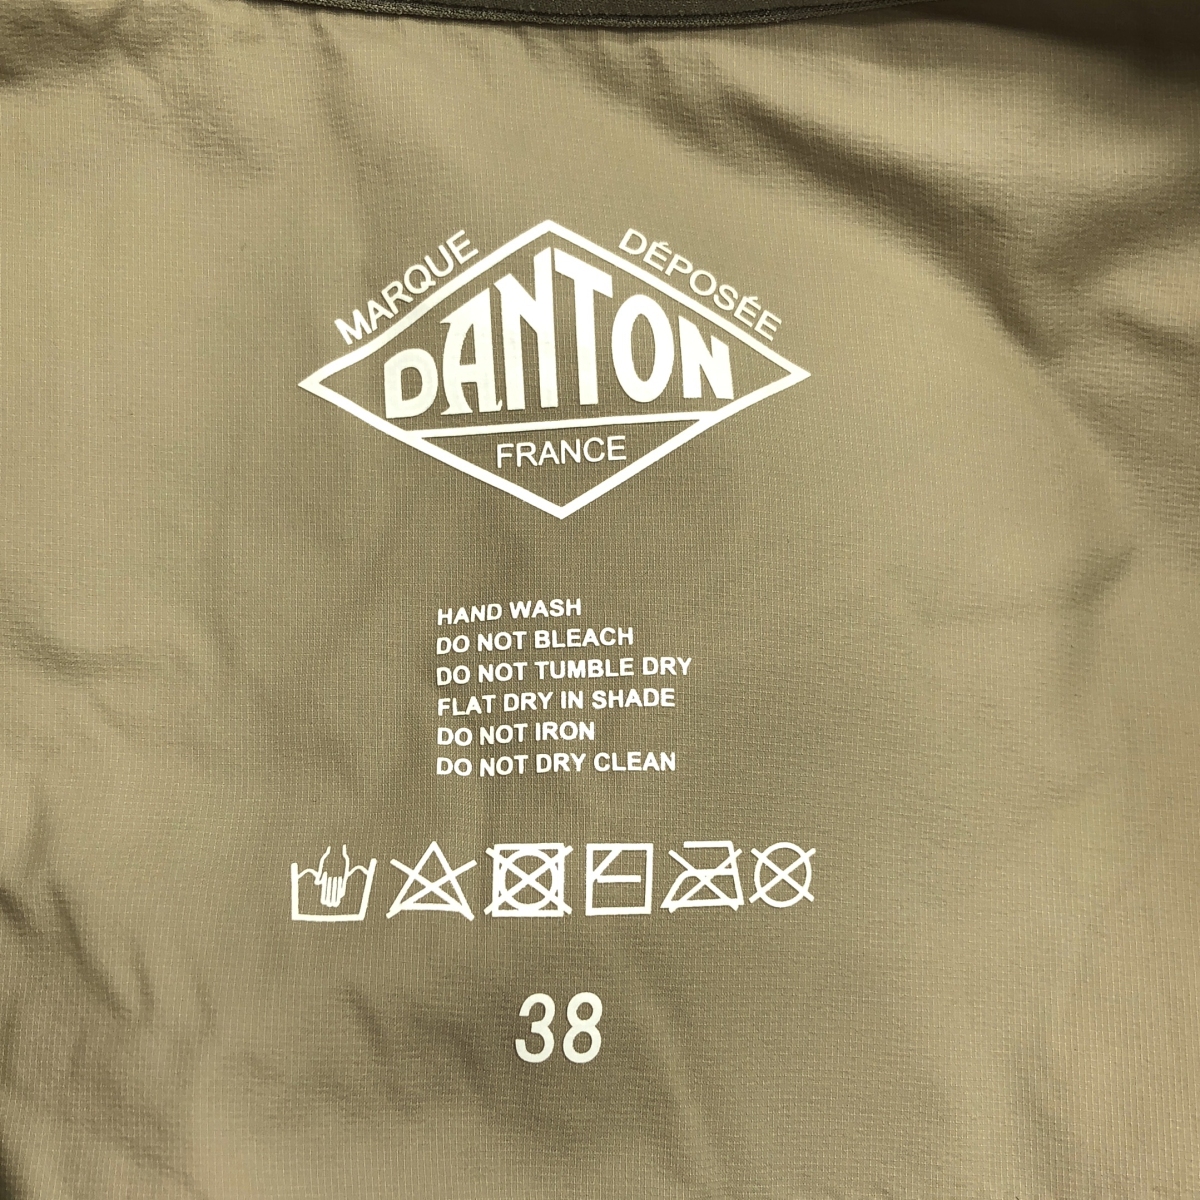 MARQUE DÉPOSÉE
DANTON
FRANCE
HAND WASH
DO NOT BLEACH
DO NOT TUMBLE DRY
FLAT DRY IN SHADE
DO NOT IRON
DO NOT DRY CLEAN
38